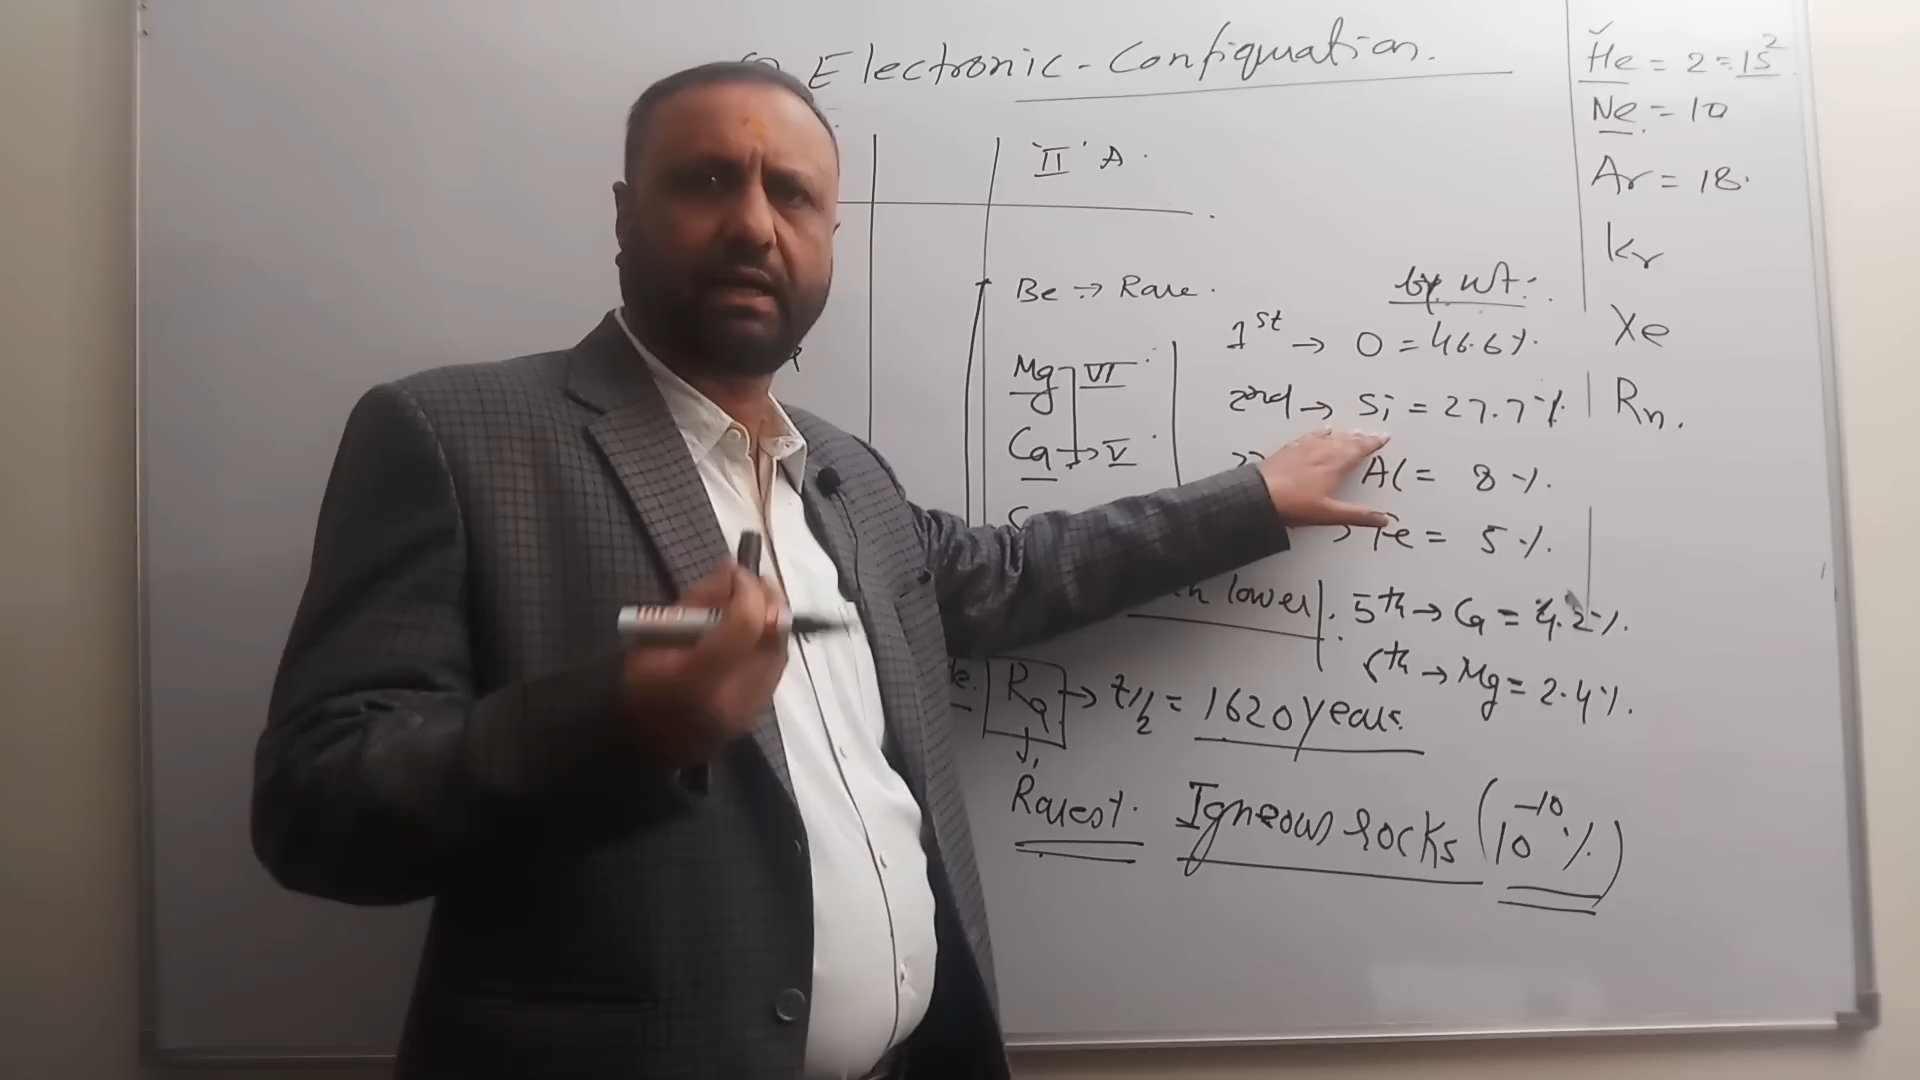 Electronic - Configuration.
II A
Be → Rare.
Mg VI
Ca → V
by wt:
1st → O = 46.6%.
2nd → Si = 27.7%.
Al = 8%.
Fe = 5%.
lower
5th → Ca = 4.2%.
6th → Mg = 2.4%.
Ra → t1/2 = 1620 years.
Rarest. Igneous rocks (10⁻¹⁰%.)
He = 2 = 1s²
Ne = 10
Ar = 18.
Kr
Xe
Rn.